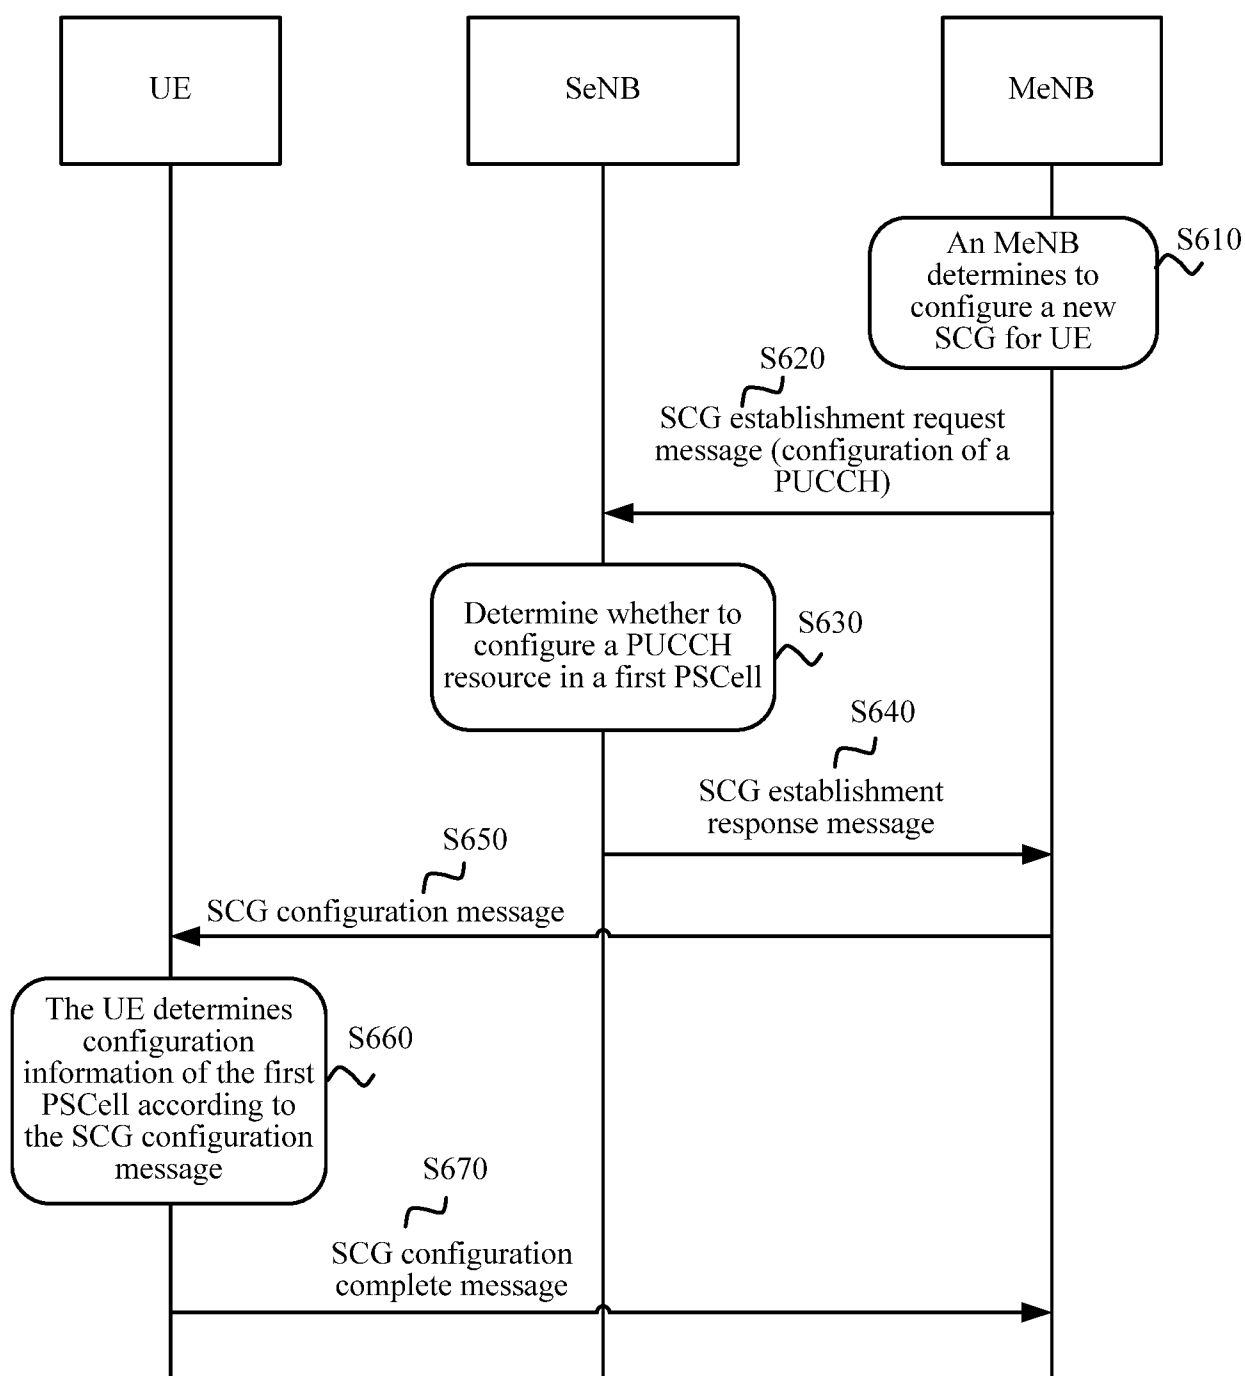 UE
SeNB
MeNB
An MeNB
determines to
configure a new
SCG for UE
S610
S620
SCG establishment request
message (configuration of a
PUCCH)
Determine whether to
configure a PUCCH
resource in a first PSCell
S630
S640
SCG establishment
response message
S650
SCG configuration message
The UE determines
configuration
information of the first
PSCell according to
the SCG configuration
message
S660
S670
SCG configuration
complete message